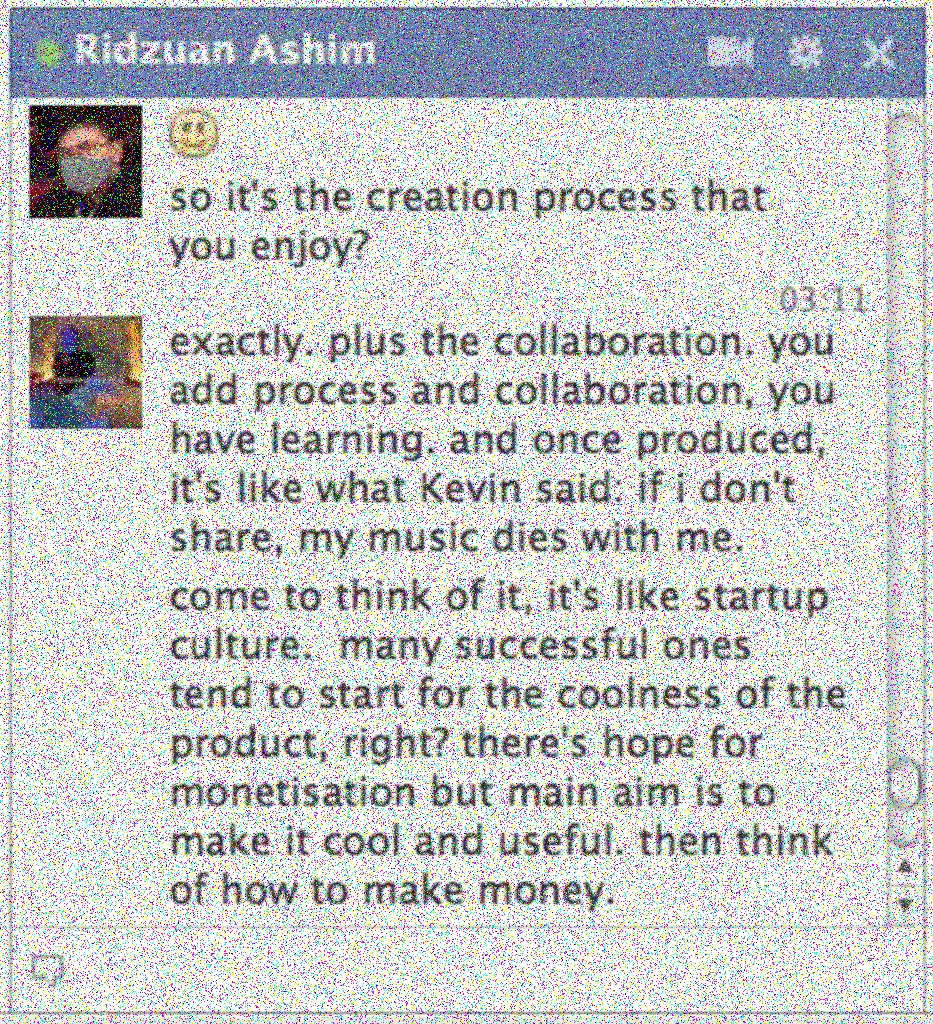 Ridzuan Ashim
so it's the creation process that
you enjoy?
03:11
exactly. plus the collaboration. you
add process and collaboration, you
have learning. and once produced,
it's like what Kevin said: if i don't
share, my music dies with me.
come to think of it, it's like startup
culture.  many successful ones
tend to start for the coolness of the
product, right? there's hope for
monetisation but main aim is to
make it cool and useful. then think
of how to make money.